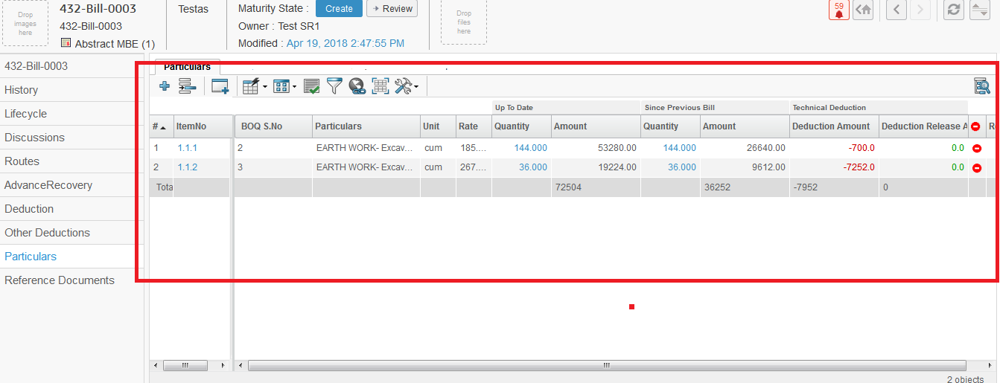 Drop images here
432-Bill-0003
432-Bill-0003
Abstract MBE (1)
Testas
Maturity State : Create Review
Owner : Test SR1
Modified : Apr 19, 2018 2:47:55 PM
Drop files here
59
432-Bill-0003
History
Lifecycle
Discussions
Routes
AdvanceRecovery
Deduction
Other Deductions
Particulars
Reference Documents
Particulars
Up To Date Since Previous Bill Technical Deduction
# ItemNo BOQ S.No Particulars Unit Rate Quantity Amount Quantity Amount Deduction Amount Deduction Release A
1 1.1.1 2 EARTH WORK- Excav... cum 185.... 144.000 53280.00 144.000 26640.00 -700.0 0.0
2 1.1.2 3 EARTH WORK- Excav... cum 267.... 36.000 19224.00 36.000 9612.00 -7252.0 0.0
Tota 72504 36252 -7952 0
2 objects